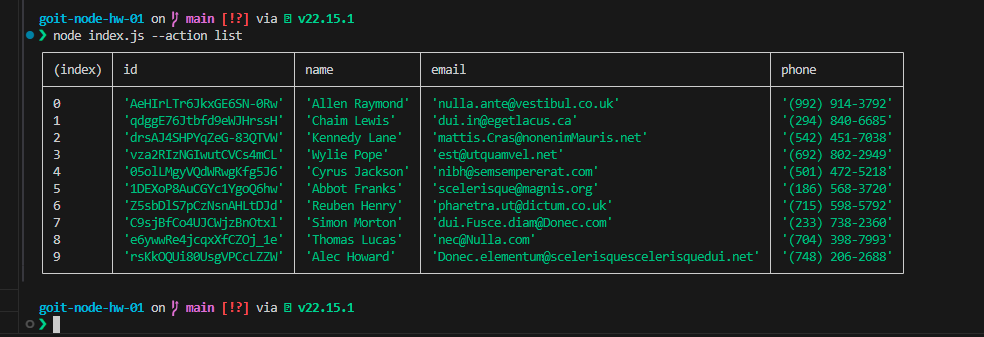 goit-node-hw-01 on main [!?] via v22.15.1
❯ node index.js --action list
(index) id name email phone
0 'AeHIrLTr6JkxGE6SN-0Rw' 'Allen Raymond' 'nulla.ante@vestibul.co.uk' '(992) 914-3792'
1 'qdggE76Jtbfd9eWJHrssH' 'Chaim Lewis' 'dui.in@egetlacus.ca' '(294) 840-6685'
2 'drsAJ4SHPYqZeG-83QTVW' 'Kennedy Lane' 'mattis.Cras@nonenimMauris.net' '(542) 451-7038'
3 'vza2RIzNGIwutCVCs4mCL' 'Wylie Pope' 'est@utquamvel.net' '(692) 802-2949'
4 '05olLMgyVQdWRwgKfg5J6' 'Cyrus Jackson' 'nibh@semsempererat.com' '(501) 472-5218'
5 '1DEXoP8AuCGYc1YgoQ6hw' 'Abbot Franks' 'scelerisque@magnis.org' '(186) 568-3720'
6 'Z5sbDlS7pCzNsnAHLtDJd' 'Reuben Henry' 'pharetra.ut@dictum.co.uk' '(715) 598-5792'
7 'C9sjBfCo4UJCWjzBnOtxl' 'Simon Morton' 'dui.Fusce.diam@Donec.com' '(233) 738-2360'
8 'e6ywwRe4jcqxXfCZOj_1e' 'Thomas Lucas' 'nec@Nulla.com' '(704) 398-7993'
9 'rsKkOQUi80UsgVPCcLZZW' 'Alec Howard' 'Donec.elementum@scelerisquescelerisquedui.net' '(748) 206-2688'
goit-node-hw-01 on main [!?] via v22.15.1
❯